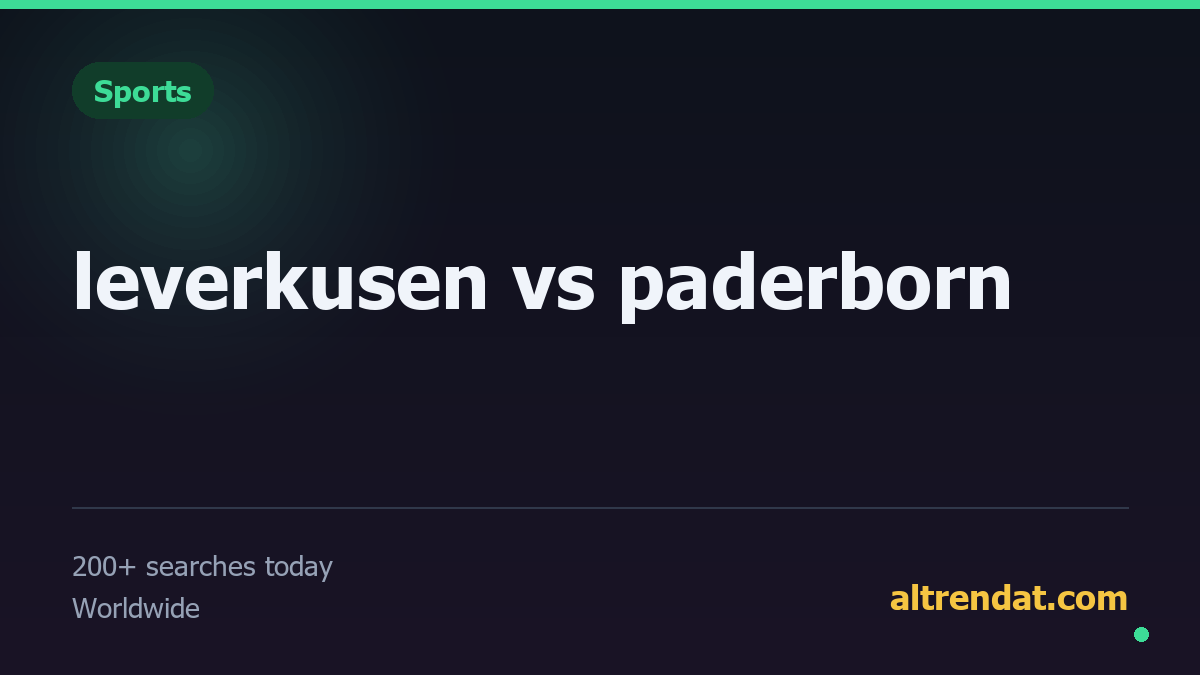 Sports
leverkusen vs paderborn
200+ searches today
Worldwide
altrendat.com